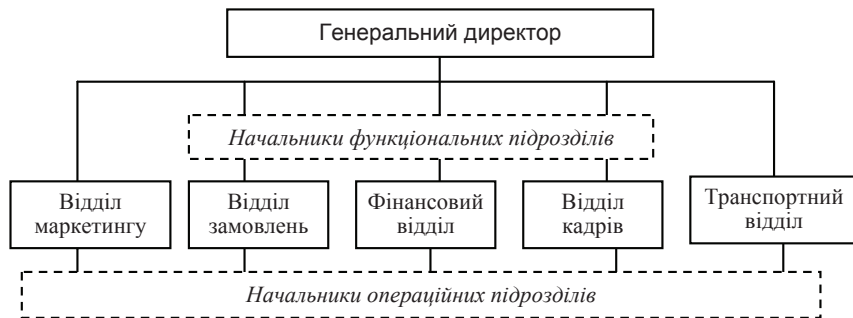 Генеральний директор
Начальники функціональних підрозділів
Відділ
маркетингу
Відділ
замовлень
Фінансовий
відділ
Відділ
кадрів
Транспортний
відділ
Начальники операційних підрозділів